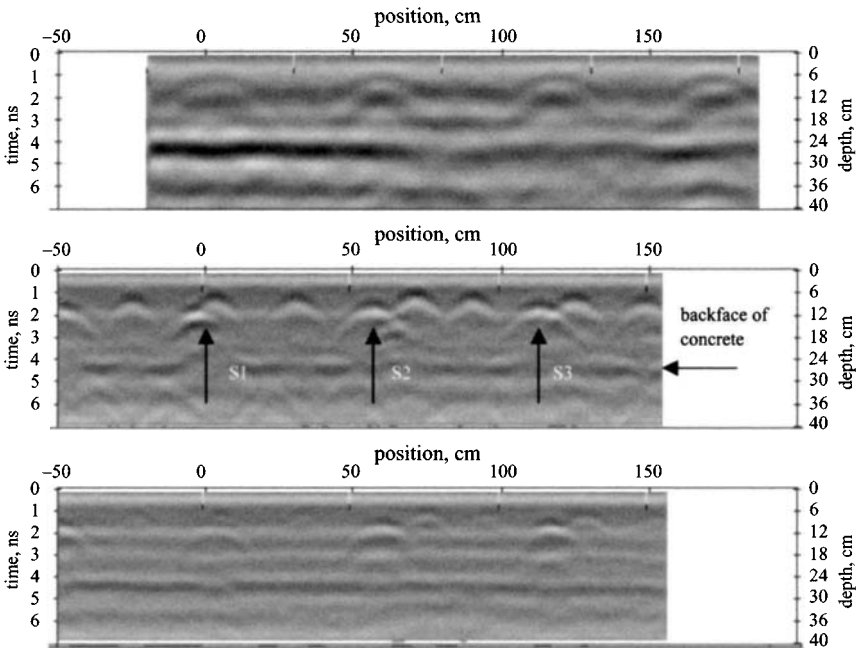 position, cm
–50 0 50 100 150
0 0
1 6
2 12
3 18
4 24
5 30
6 36
40
time, ns
depth, cm
position, cm
–50 0 50 100 150
0 0
1 6
2 12
3 18
4 24
5 30
6 36
40
time, ns
depth, cm
S1 S2 S3
backface of
concrete
position, cm
–50 0 50 100 150
0 0
1 6
2 12
3 18
4 24
5 30
6 36
40
time, ns
depth, cm